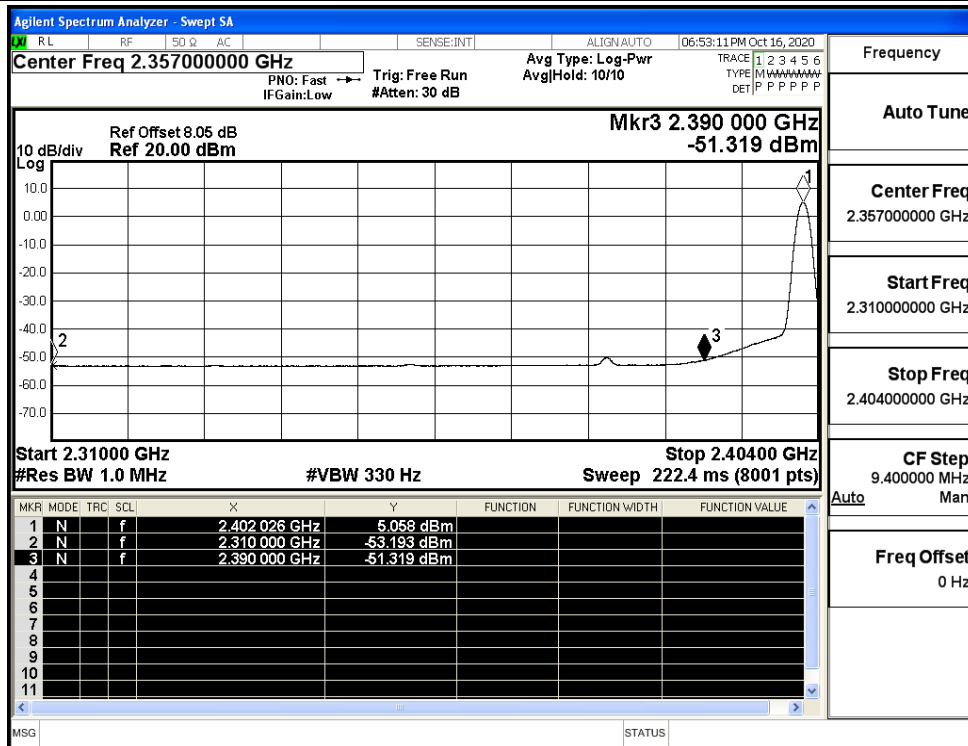 Agilent Spectrum Analyzer - Swept SA
LXI RL RF 50 Ω AC SENSE:INT ALIGN AUTO 06:53:11 PM Oct 16, 2020
Center Freq 2.357000000 GHz
PNO: Fast
IFGain:Low
Trig: Free Run
#Atten: 30 dB
Avg Type: Log-Pwr
Avg|Hold: 10/10
TRACE 1 2 3 4 5 6
TYPE M WWWWW
DET P P P P P P
Ref Offset 8.05 dB
10 dB/div Ref 20.00 dBm
Log
Mkr3 2.390 000 GHz
-51.319 dBm
10.0
0.00
-10.0
-20.0
-30.0
-40.0
-50.0
-60.0
-70.0
1
2
3
Start 2.31000 GHz Stop 2.40400 GHz
#Res BW 1.0 MHz #VBW 330 Hz Sweep 222.4 ms (8001 pts)
MKR MODE TRC SCL X Y FUNCTION FUNCTION WIDTH FUNCTION VALUE
1 N f 2.402 026 GHz 5.058 dBm
2 N f 2.310 000 GHz -53.193 dBm
3 N f 2.390 000 GHz -51.319 dBm
4
5
6
7
8
9
10
11
MSG STATUS
Frequency
Auto Tune
Center Freq
2.357000000 GHz
Start Freq
2.310000000 GHz
Stop Freq
2.404000000 GHz
CF Step
9.400000 MHz
Auto Man
Freq Offset
0 Hz